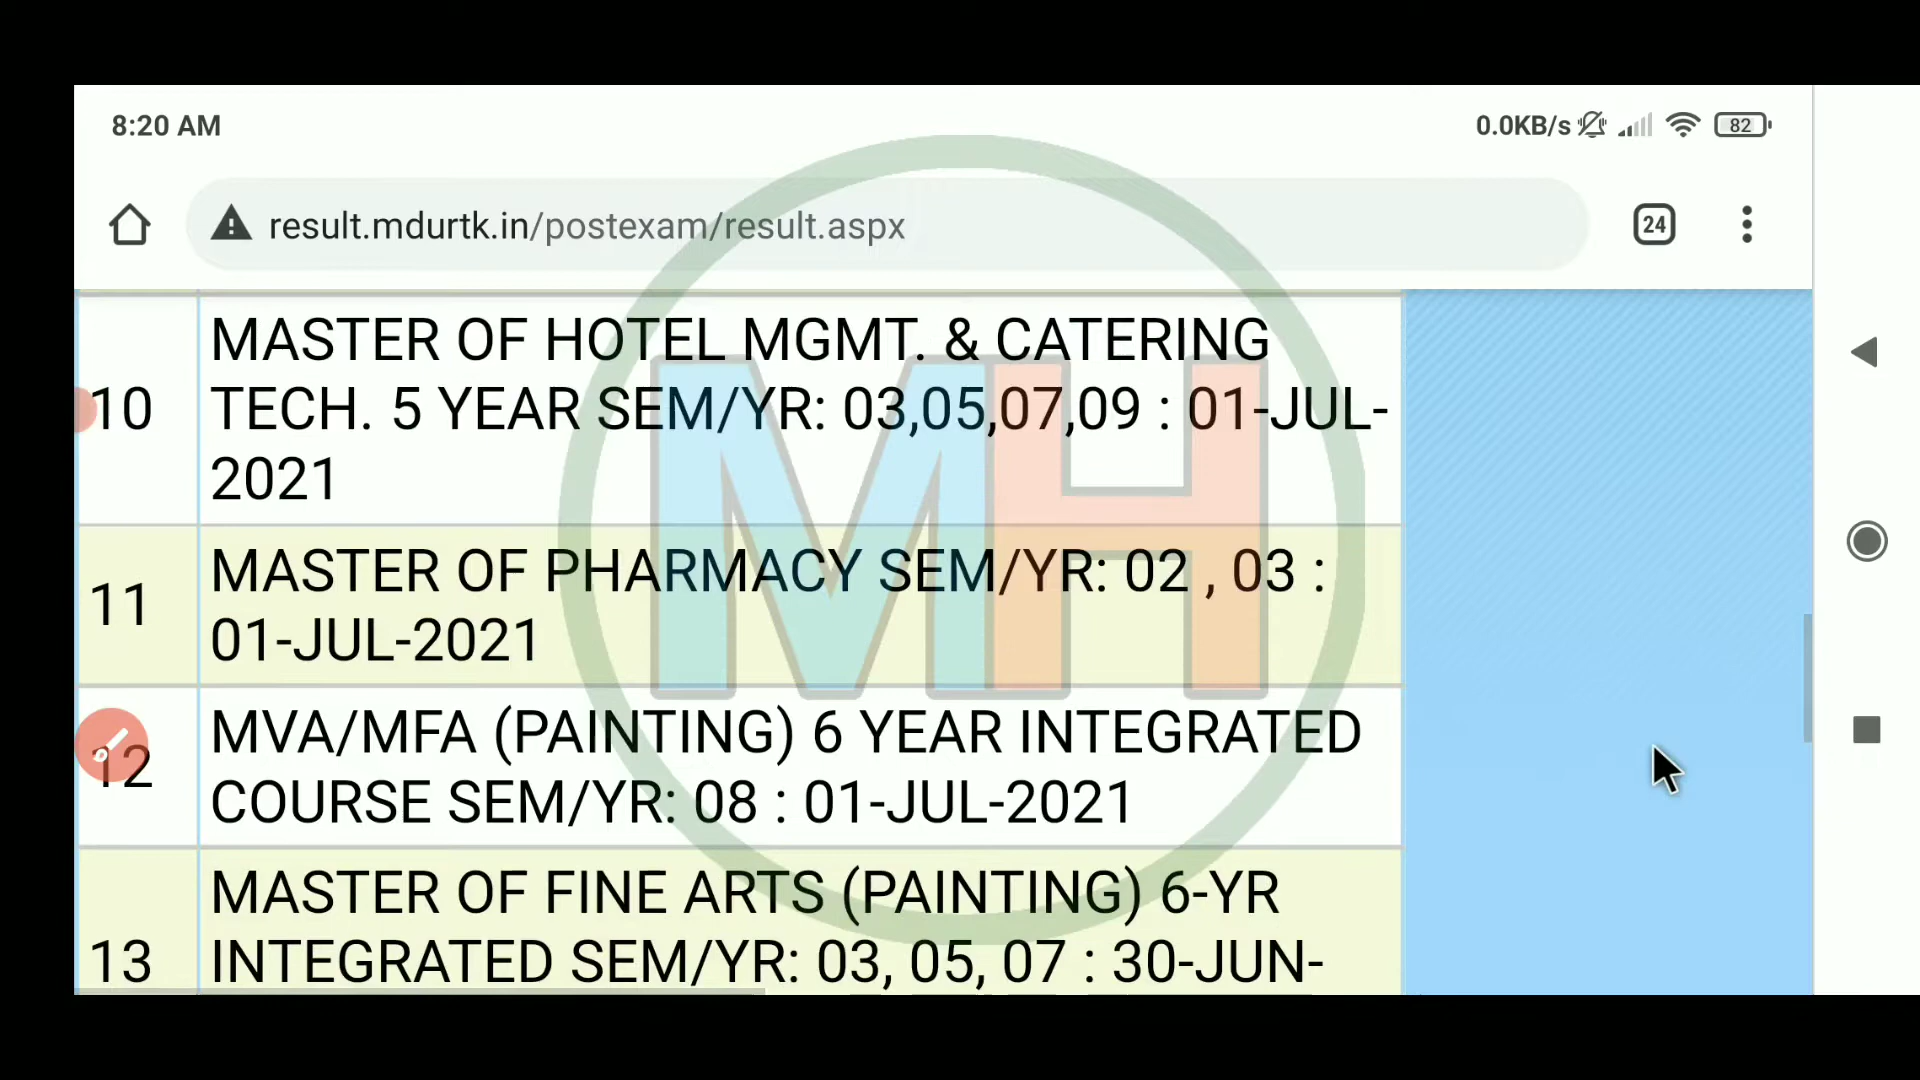 8:20 AM
0.0KB/s
82
result.mdurtk.in/postexam/result.aspx
24
10
MASTER OF HOTEL MGMT. & CATERING
TECH. 5 YEAR SEM/YR: 03,05,07,09 : 01-JUL-
2021
11
MASTER OF PHARMACY SEM/YR: 02 , 03 :
01-JUL-2021
12
MVA/MFA (PAINTING) 6 YEAR INTEGRATED
COURSE SEM/YR: 08 : 01-JUL-2021
13
MASTER OF FINE ARTS (PAINTING) 6-YR
INTEGRATED SEM/YR: 03, 05, 07 : 30-JUN-
MH